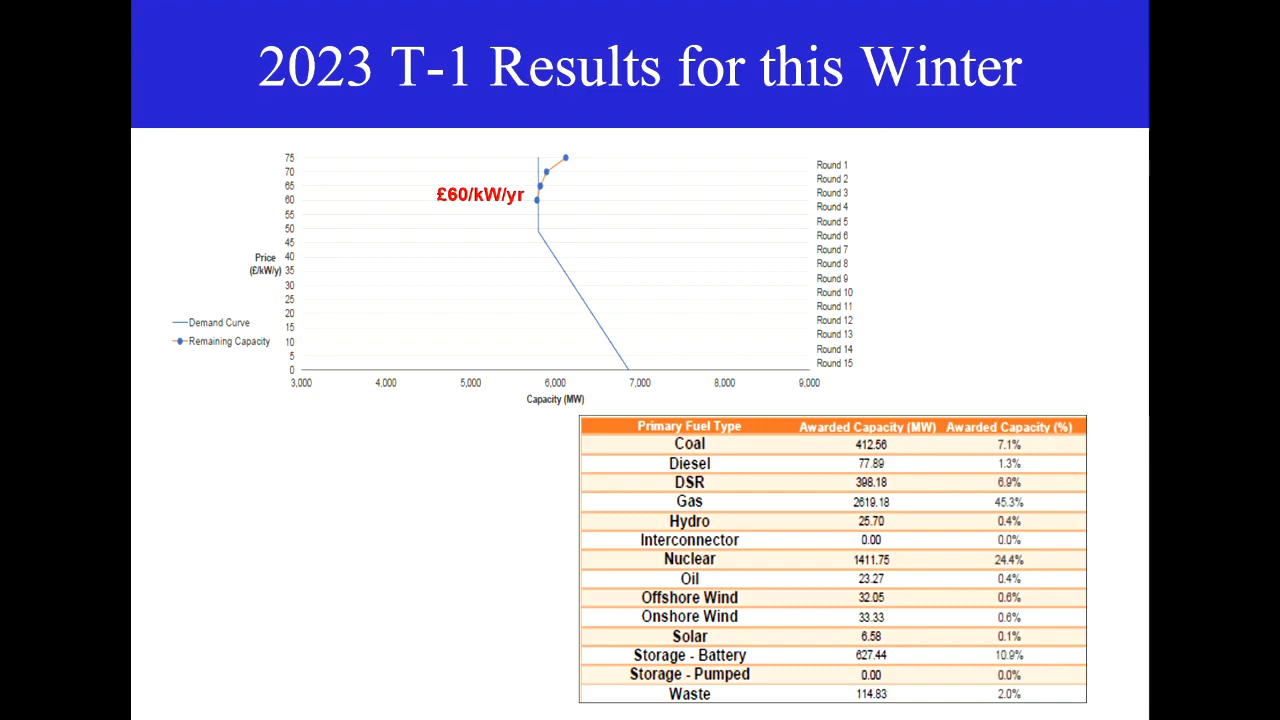 2023 T-1 Results for this Winter
75
70
65
60
55
50
45
40
35
30
25
20
15
10
5
0
£60/kW/yr
Price
(£/kW/y)
Demand Curve
Remaining Capacity
3,000 4,000 5,000 6,000 7,000 8,000 9,000
Capacity (MW)
Round 1
Round 2
Round 3
Round 4
Round 5
Round 6
Round 7
Round 8
Round 9
Round 10
Round 11
Round 12
Round 13
Round 14
Round 15
Primary Fuel Type Awarded Capacity (MW) Awarded Capacity (%)
Coal 412.56 7.1%
Diesel 77.89 1.3%
DSR 398.18 6.9%
Gas 2619.18 45.3%
Hydro 25.70 0.4%
Interconnector 0.00 0.0%
Nuclear 1411.75 24.4%
Oil 23.27 0.4%
Offshore Wind 32.05 0.6%
Onshore Wind 33.33 0.6%
Solar 6.58 0.1%
Storage - Battery 627.44 10.9%
Storage - Pumped 0.00 0.0%
Waste 114.83 2.0%